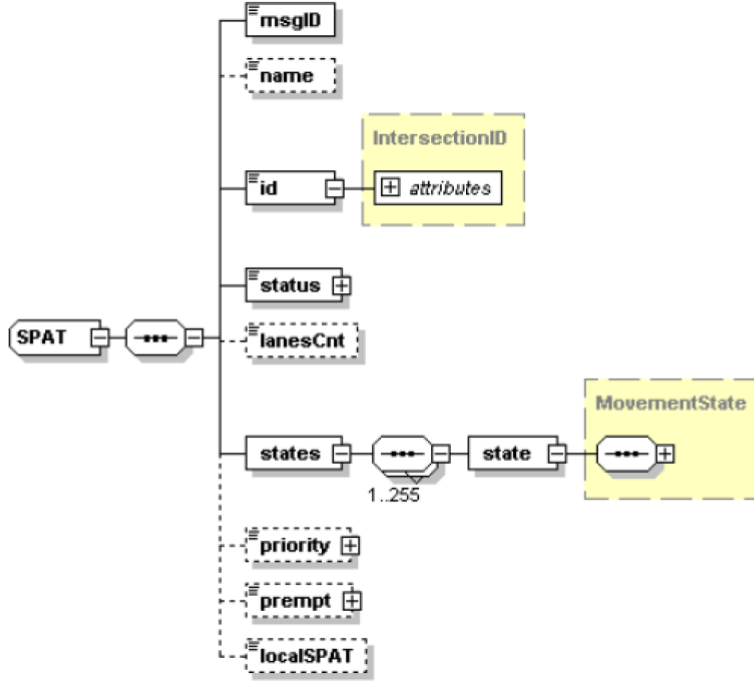 msgID
name
IntersectionID
id
attributes
status
SPAT
lanesCnt
MovementState
states
state
1..255
priority
prempt
localSPAT